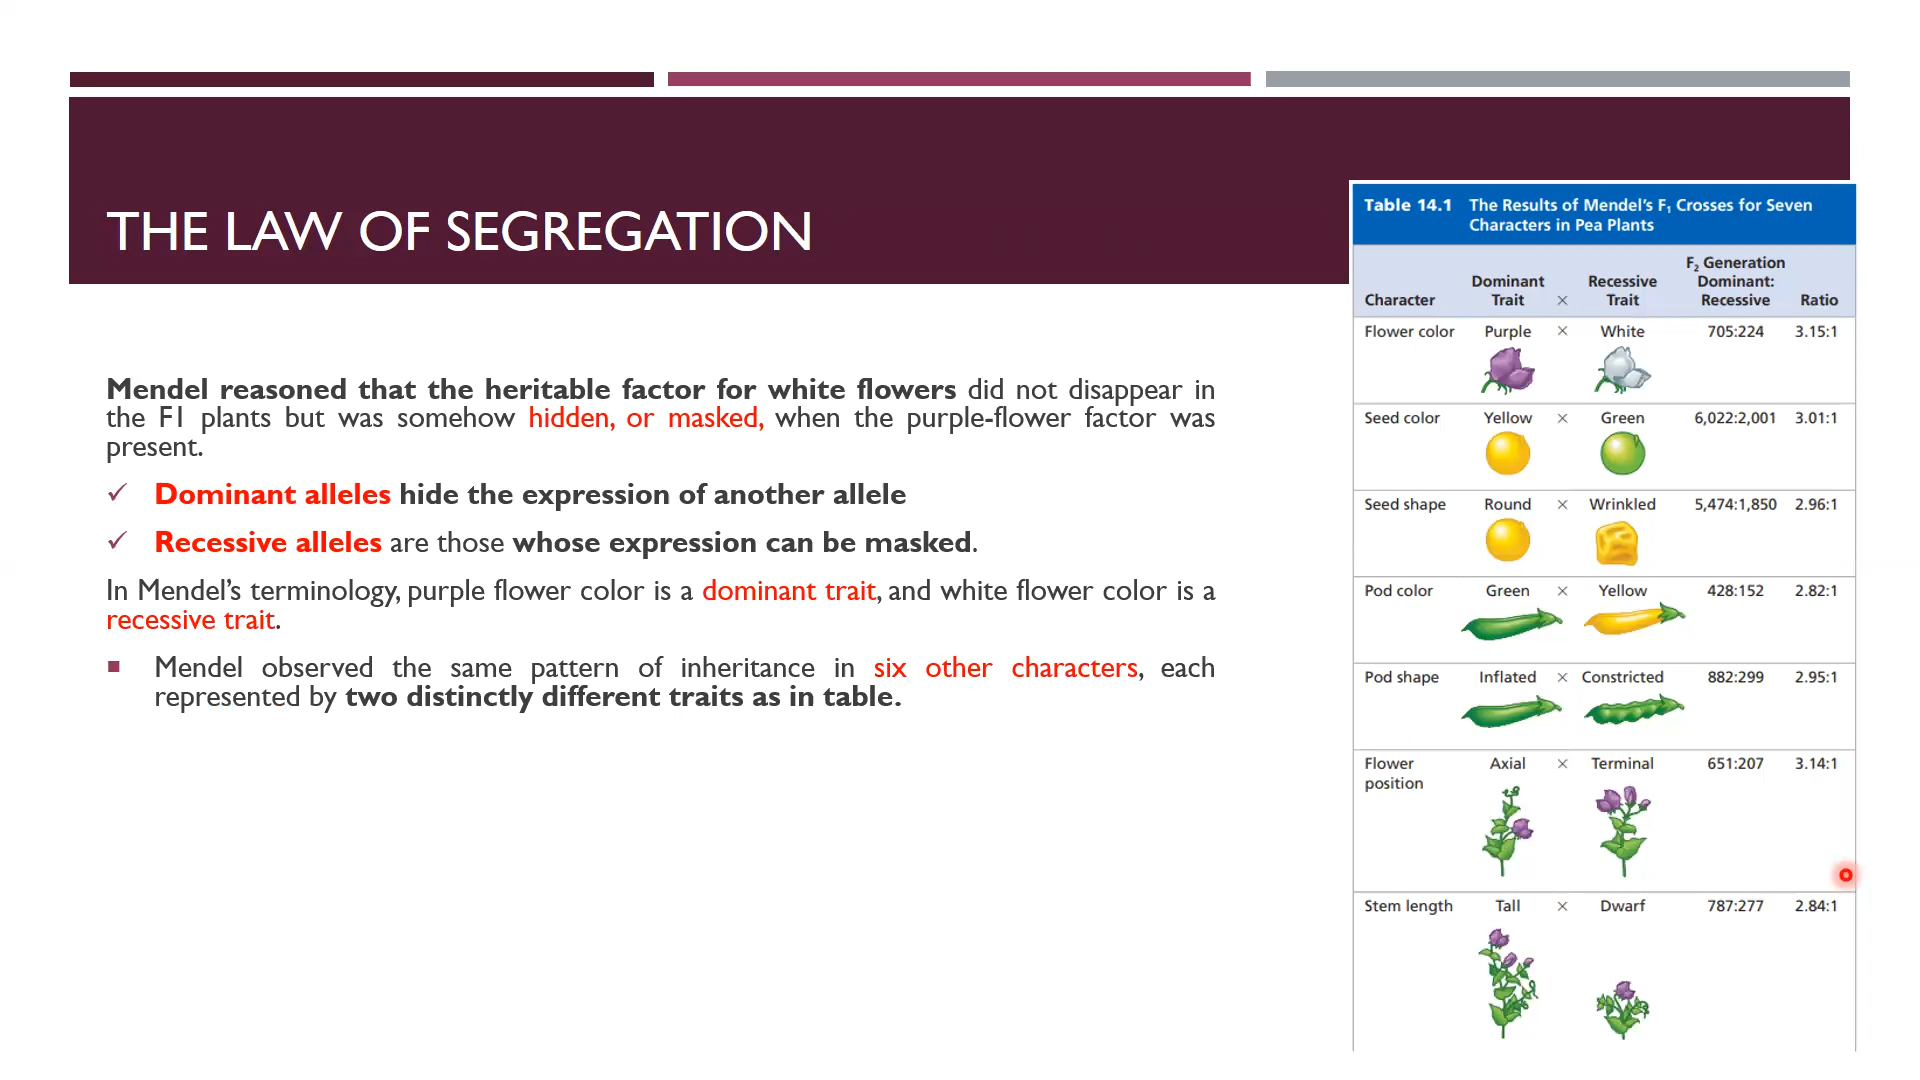 THE LAW OF SEGREGATION
Mendel reasoned that the heritable factor for white flowers did not disappear in
the F1 plants but was somehow hidden, or masked, when the purple-flower factor was
present.
✓ Dominant alleles hide the expression of another allele
✓ Recessive alleles are those whose expression can be masked.
In Mendel’s terminology, purple flower color is a dominant trait, and white flower color is a
recessive trait.
▪ Mendel observed the same pattern of inheritance in six other characters, each
represented by two distinctly different traits as in table.
Table 14.1 The Results of Mendel’s F₁ Crosses for Seven
Characters in Pea Plants
F₂ Generation
Dominant Recessive Dominant:
Character Trait × Trait Recessive Ratio
Flower color Purple × White 705:224 3.15:1
Seed color Yellow × Green 6,022:2,001 3.01:1
Seed shape Round × Wrinkled 5,474:1,850 2.96:1
Pod color Green × Yellow 428:152 2.82:1
Pod shape Inflated × Constricted 882:299 2.95:1
Flower Axial × Terminal 651:207 3.14:1
position
Stem length Tall × Dwarf 787:277 2.84:1